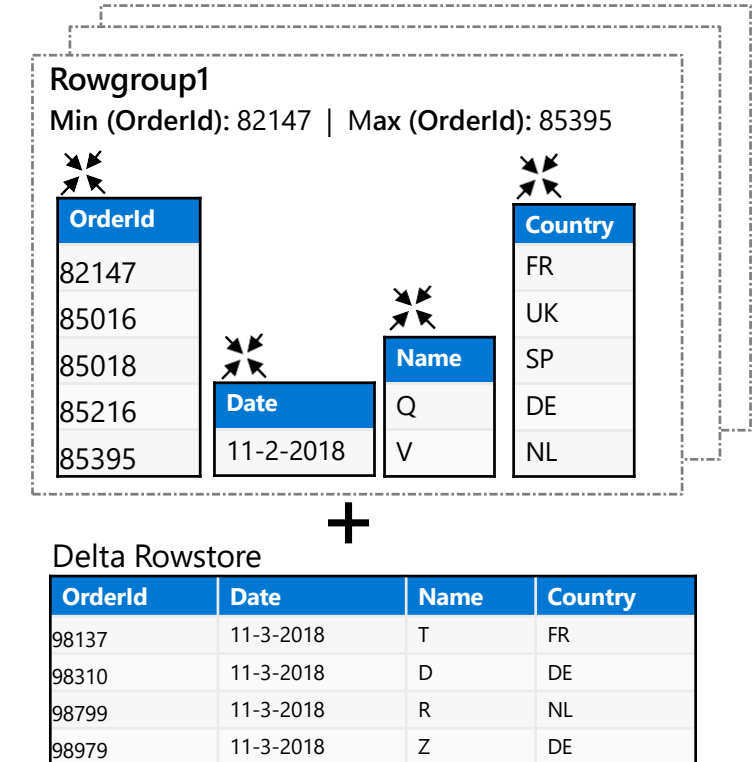 Rowgroup1
Min (OrderId): 82147 | Max (OrderId): 85395
OrderId
82147
85016
85018
85216
85395
Date
11-2-2018
Name
Q
V
Country
FR
UK
SP
DE
NL
+
Delta Rowstore
OrderId Date Name Country
98137 11-3-2018 T FR
98310 11-3-2018 D DE
98799 11-3-2018 R NL
98979 11-3-2018 Z DE